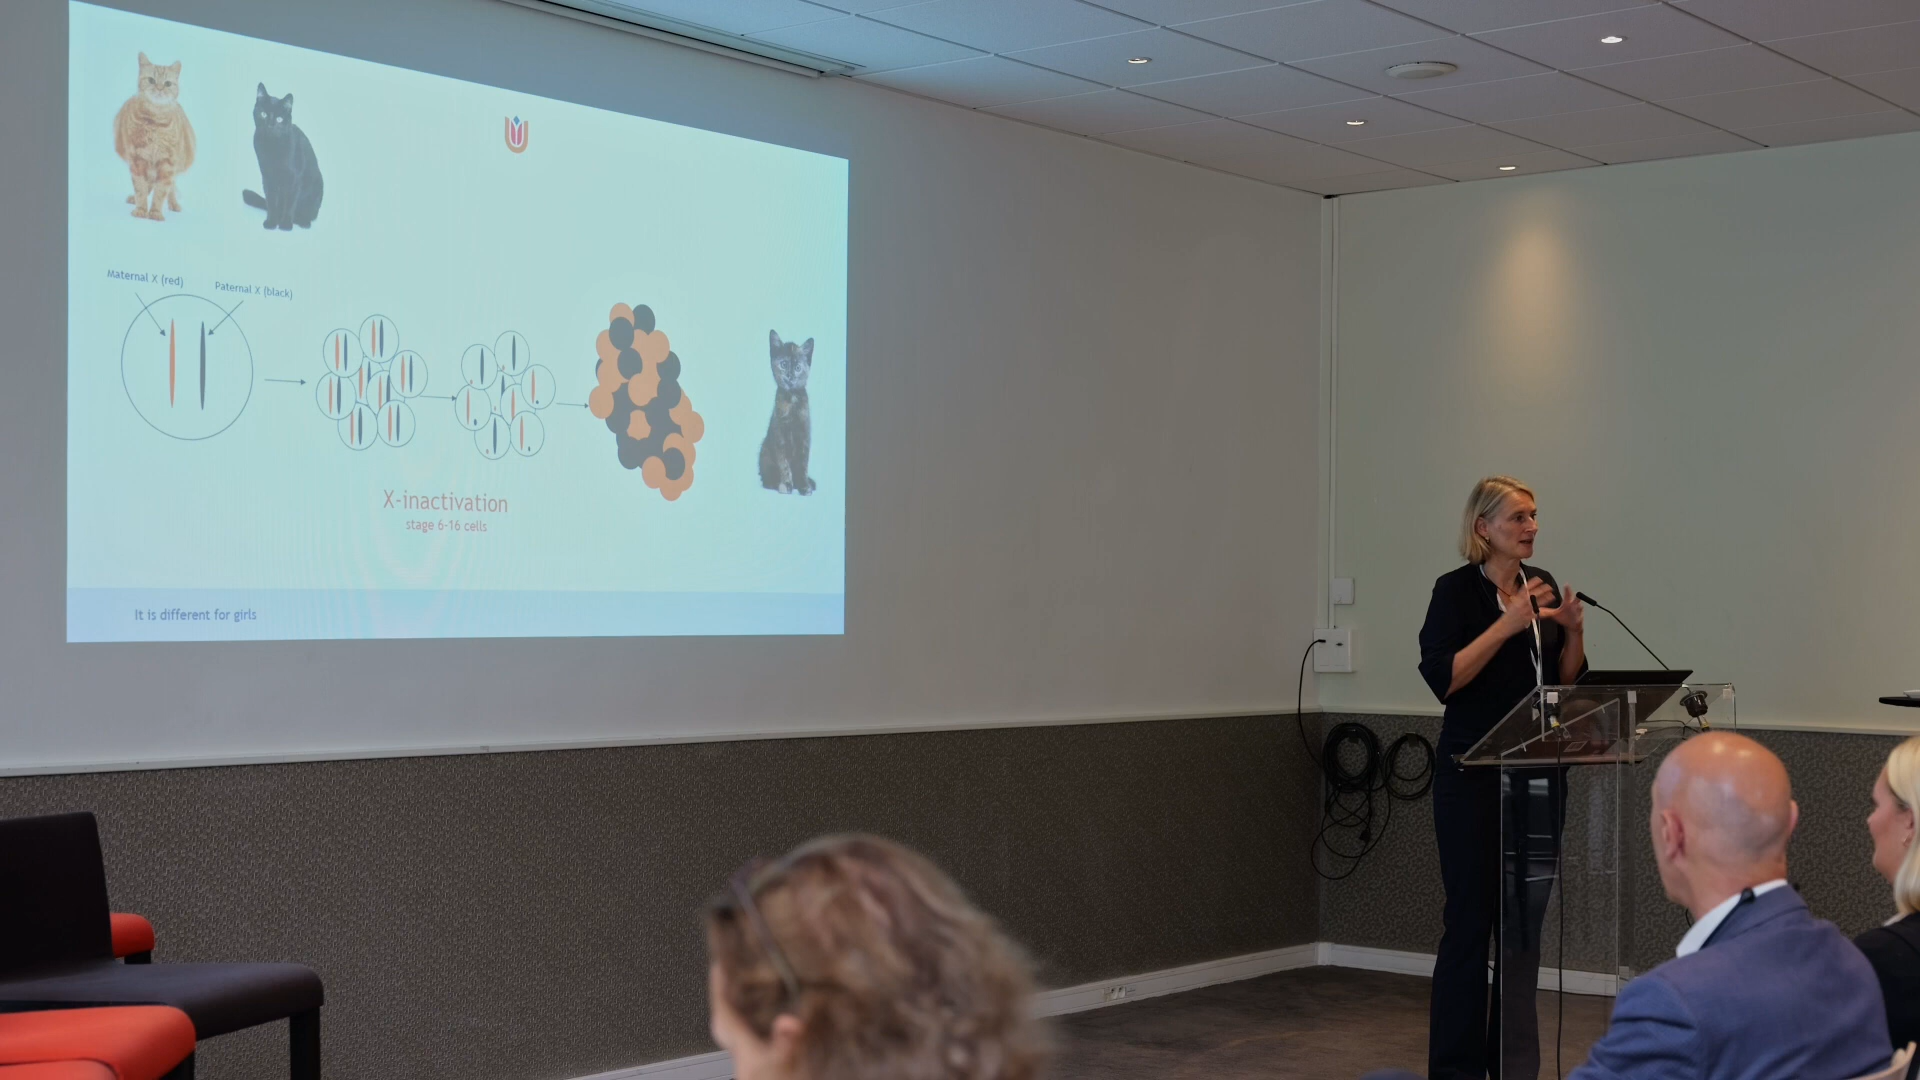 Maternal X (red)
Paternal X (black)
X-inactivation
stage 6-16 cells
It is different for girls